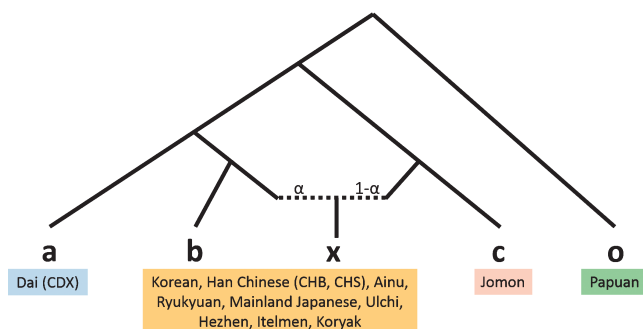 α 1-α
a b x c o
Dai (CDX)
Korean, Han Chinese (CHB, CHS), Ainu,
Ryukyuan, Mainland Japanese, Ulchi,
Hezhen, Itelmen, Koryak
Jomon
Papuan